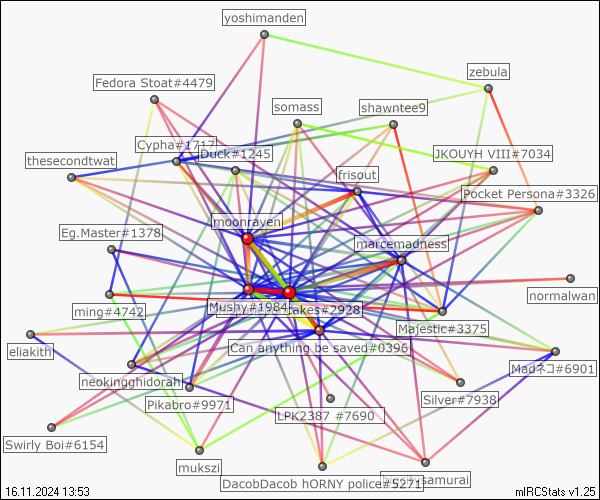 yoshimanden
zebula
Fedora Stoat#4479
somass
shawntee9
Cypha#1717
Duck#1245
JKOUYH VIII#7034
thesecondtwat
frisout
Pocket Persona#3326
moonraven
Eg.Master#1378
marcemadness
normalwan
Mushy#1984
akes#2928
ming#4742
Majestic#3375
Can anything be saved#0396
eliakith
Madネコ#6901
neokingghidorah
Silver#7938
Pikabro#9971
LPK2387 #7690
Swirly Boi#6154
mukszi
DacobDacob hORNY police#5271
samurai
16.11.2024 13:53
mIRCStats v1.25